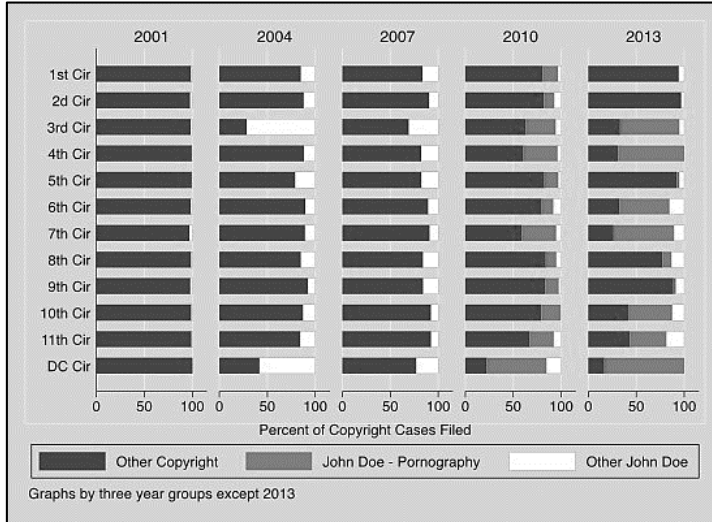 2001 2004 2007 2010 2013
1st Cir
2d Cir
3rd Cir
4th Cir
5th Cir
6th Cir
7th Cir
8th Cir
9th Cir
10th Cir
11th Cir
DC Cir
0 50 100 0 50 100 0 50 100 0 50 100 0 50 100
Percent of Copyright Cases Filed
Other Copyright John Doe - Pornography Other John Doe
Graphs by three year groups except 2013